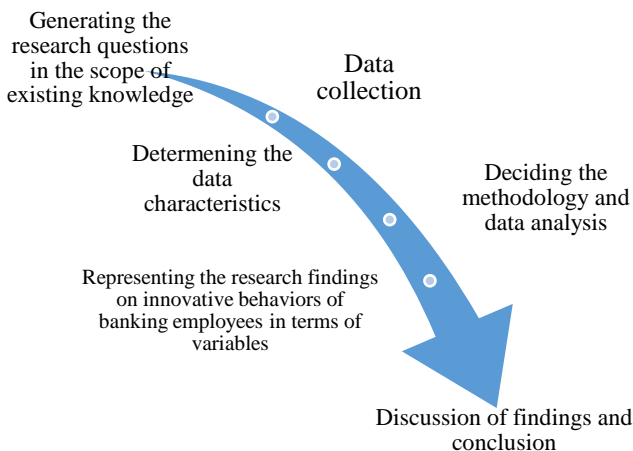 Generating the
research questions
in the scope of
existing knowledge
Data
collection
Determening the
data
characteristics
Deciding the
methodology and
data analysis
Representing the research findings
on innovative behaviors of
banking employees in terms of
variables
Discussion of findings and
conclusion